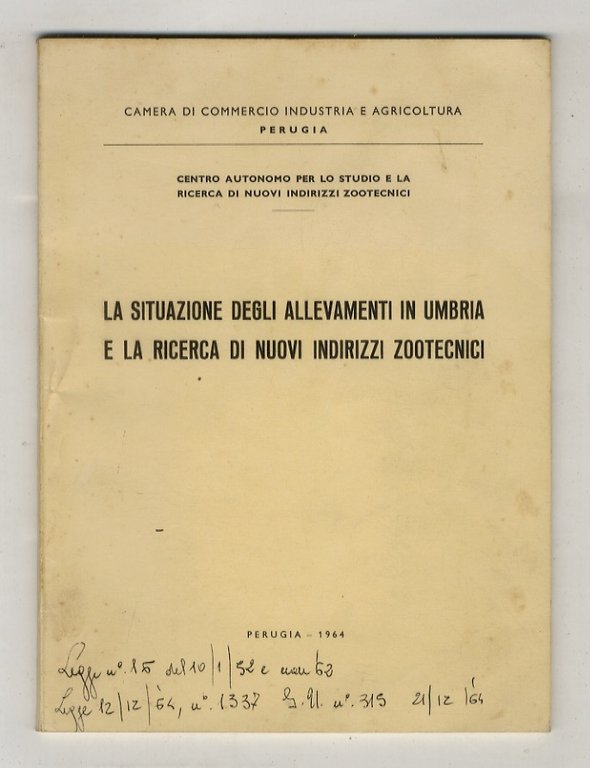 CAMERA DI COMMERCIO INDUSTRIA E AGRICOLTURA
PERUGIA
CENTRO AUTONOMO PER LO STUDIO E LA
RICERCA DI NUOVI INDIRIZZI ZOOTECNICI
LA SITUAZIONE DEGLI ALLEVAMENTI IN UMBRIA
E LA RICERCA DI NUOVI INDIRIZZI ZOOTECNICI
PERUGIA - 1964
Legge n°. 15 del 10/1/52 e
Legge 12/12/'64, n°. 1337 G.U. n°. 315 21/12/'64